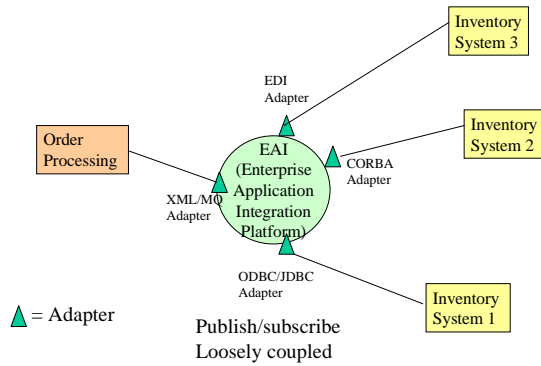 Inventory
System 3
EDI
Adapter
Order
Processing
EAI
(Enterprise
Application
Integration
Platform)
Inventory
System 2
CORBA
Adapter
XML/MQ
Adapter
ODBC/JDBC
Adapter
Inventory
System 1
= Adapter
Publish/subscribe
Loosely coupled